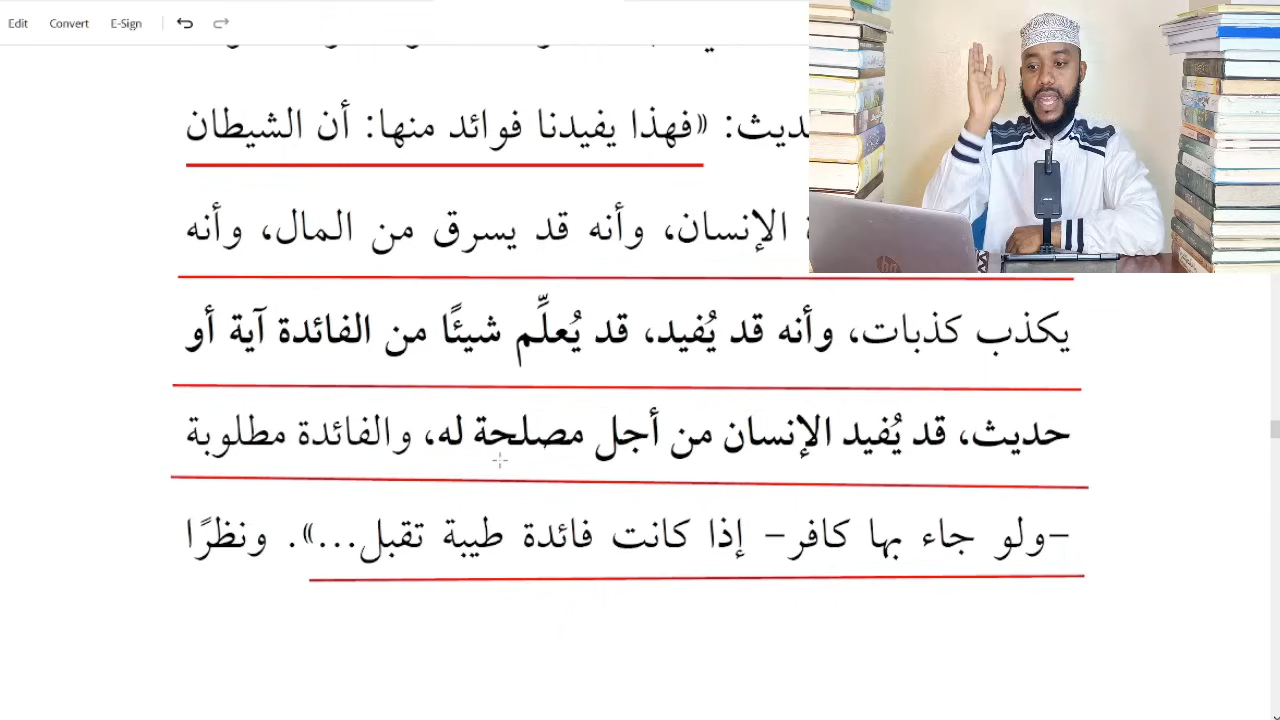 Edit Convert E-Sign
«فهذا يفيدنا فوائد منها: أن الشيطان
الإنسان، وأنه قد يسرق من المال، وأنه
يكذب كذبات، وأنه قد يُفيد، قد يُعلِّم شيئًا من الفائدة آية أو
حديث، قد يُفيد الإنسان من أجل مصلحة له، والفائدة مطلوبة
-ولو جاء بها كافر- إذا كانت فائدة طيبة تقبل...». ونظرًا
hp